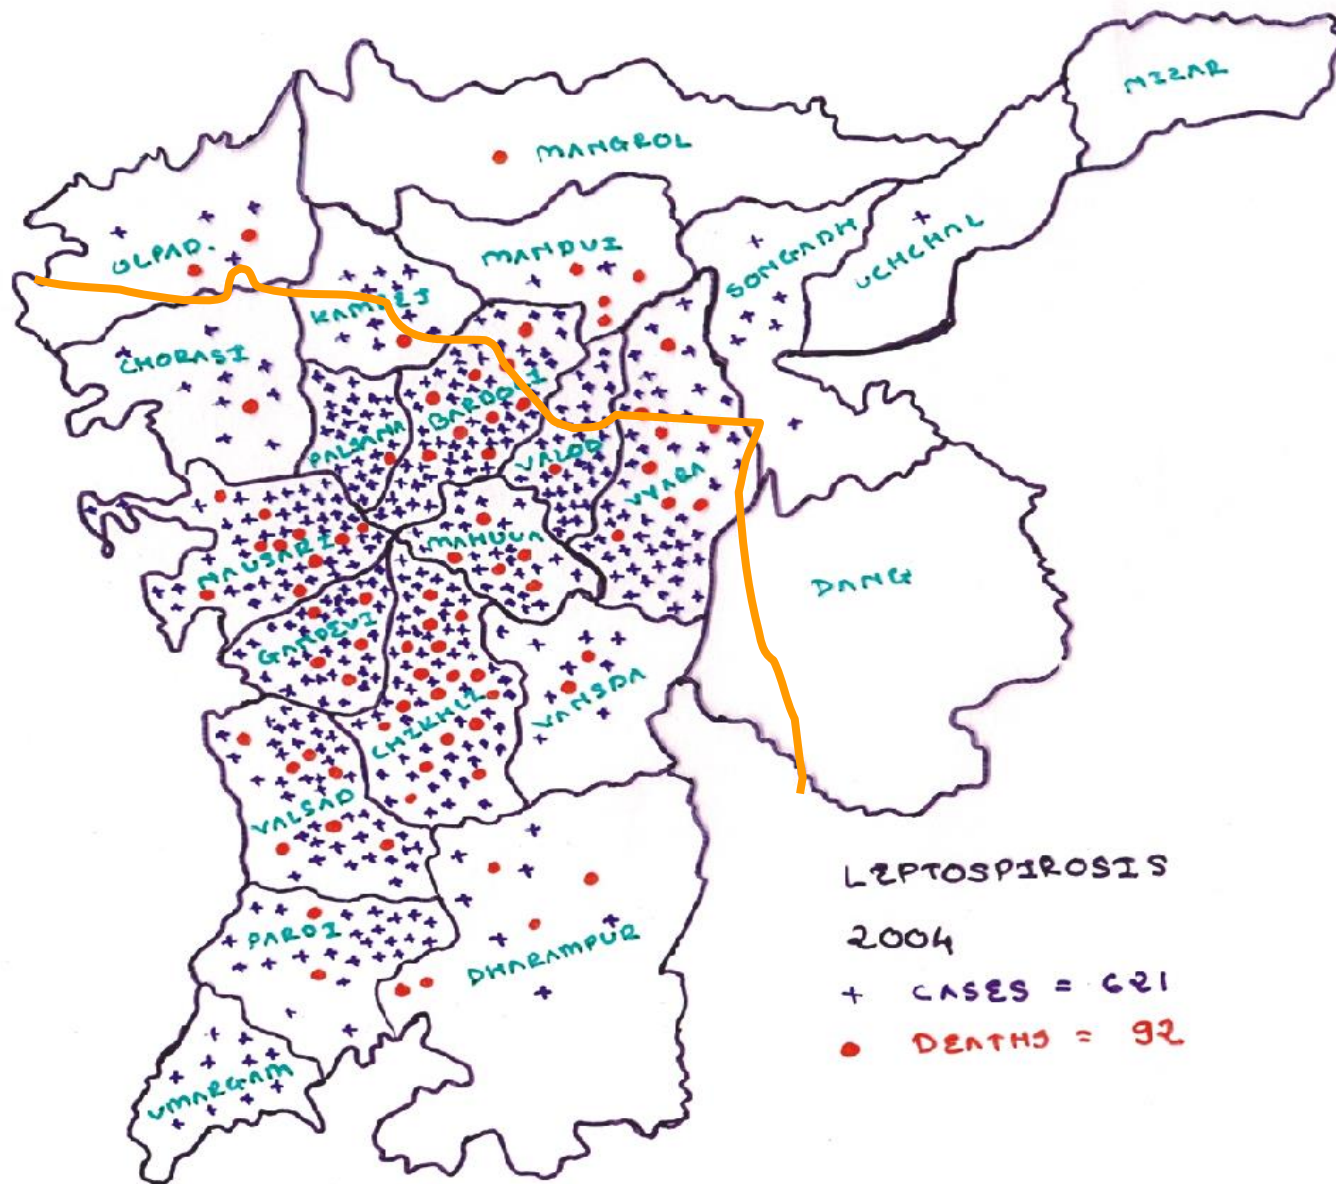 MIZAR
MANGROL
OLPAD.
MANDVI
SONGADH
UCHCHAL
KAMREJ
CHORASI
BARDOLI
PALSANA
VALOD
VYARA
MAHUVA
NAVSARI
DANG
GANDEVI
VANSDA
CHIKHLI
VALSAD
PARDI
DHARAMPUR
UMARGAM
LEPTOSPIROSIS
2004
+ CASES = 621
● DEATHS = 92